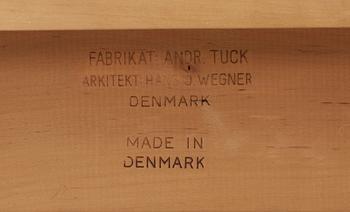 FABRIKAT: ANDR. TUCK
ARKITEKT: HANS J. WEGNER
DENMARK
MADE IN
DENMARK